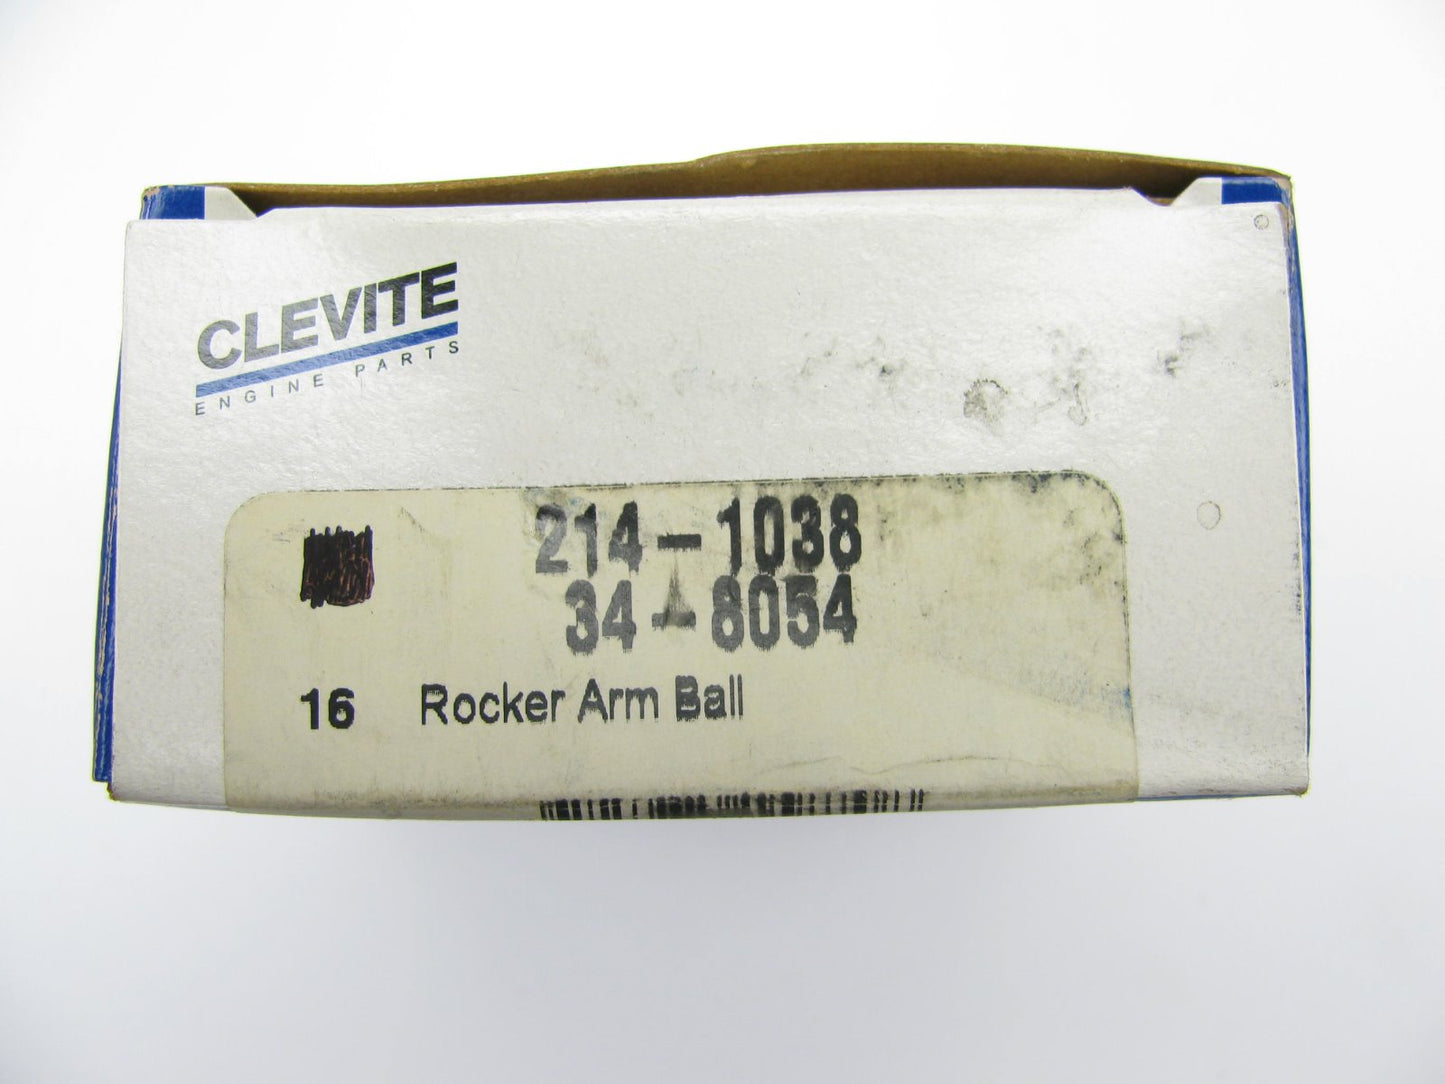 CLEVITE
ENGINE PARTS
214-1038
34-8054
16 Rocker Arm Ball